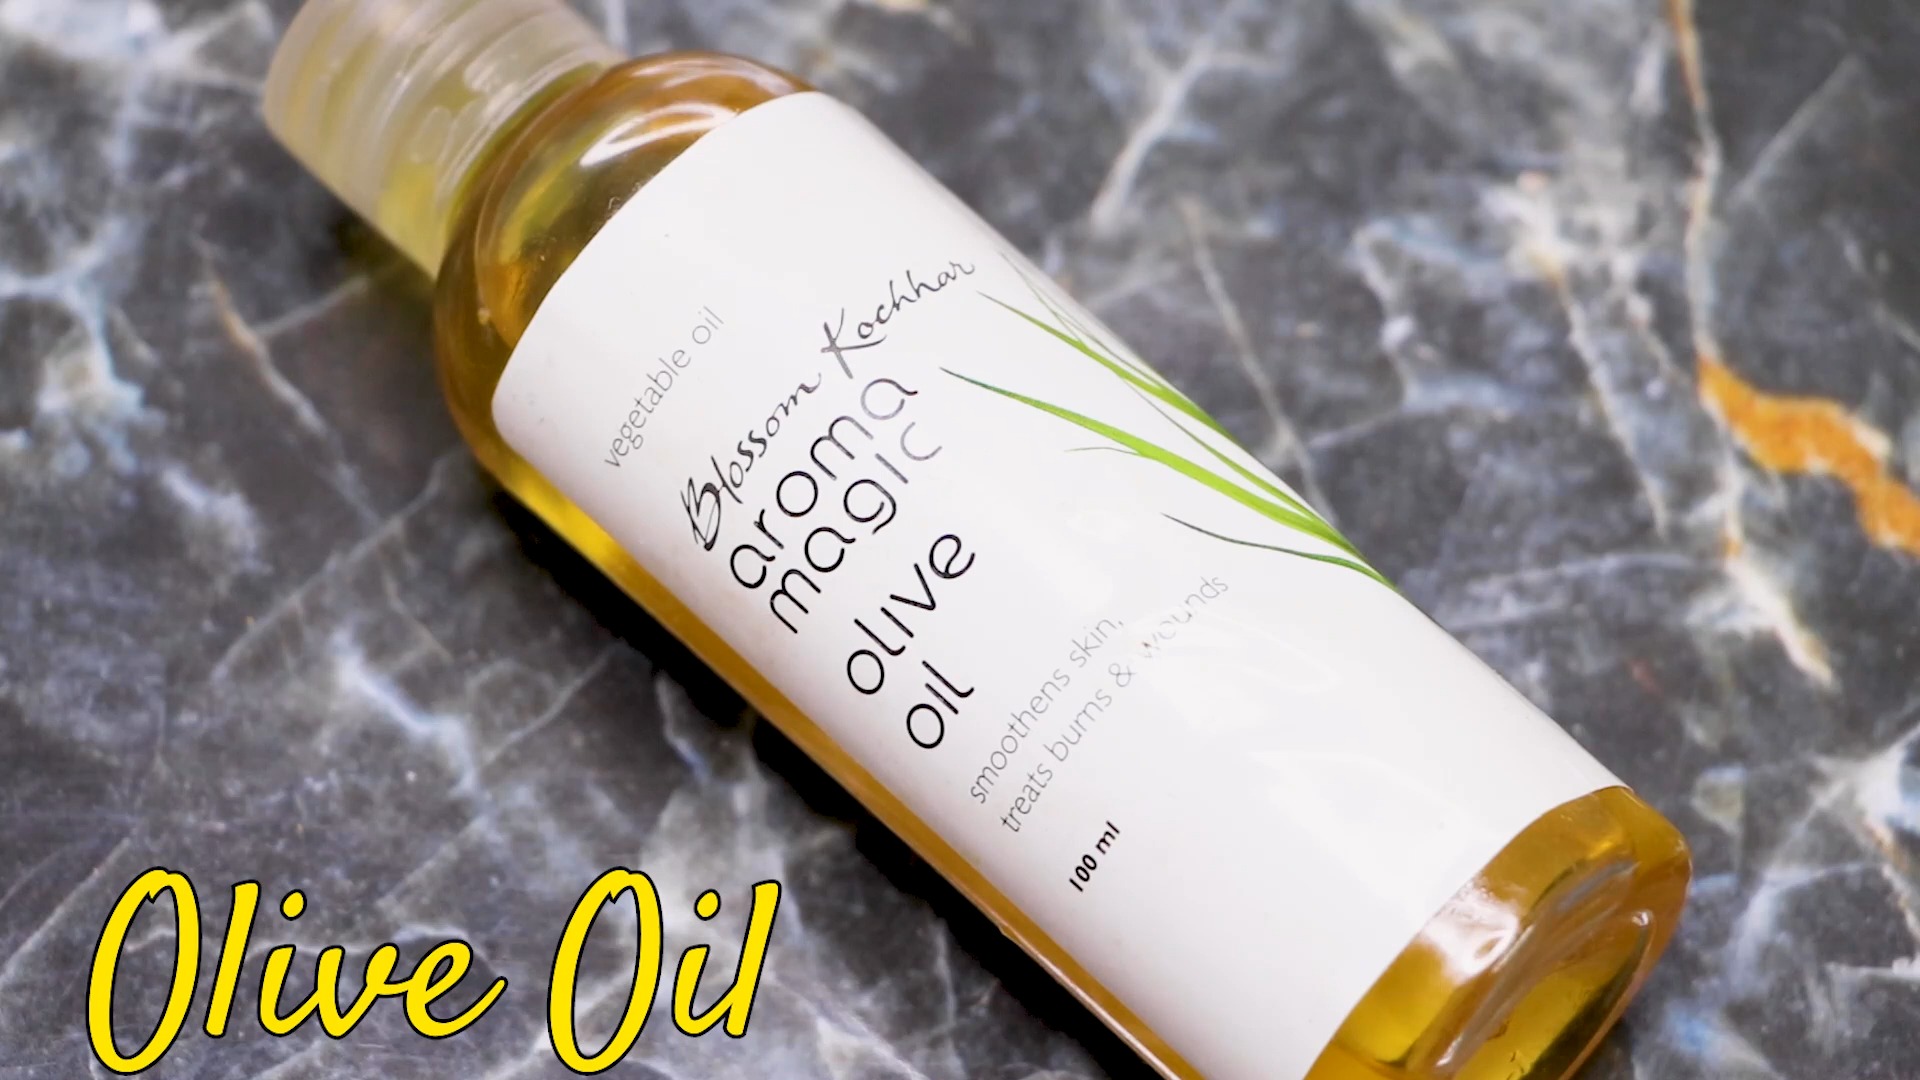 vegetable oil
Blossom Kochhar
aroma
magic
olive
oil
smoothens skin,
treats burns & wounds
100 ml
Olive Oil